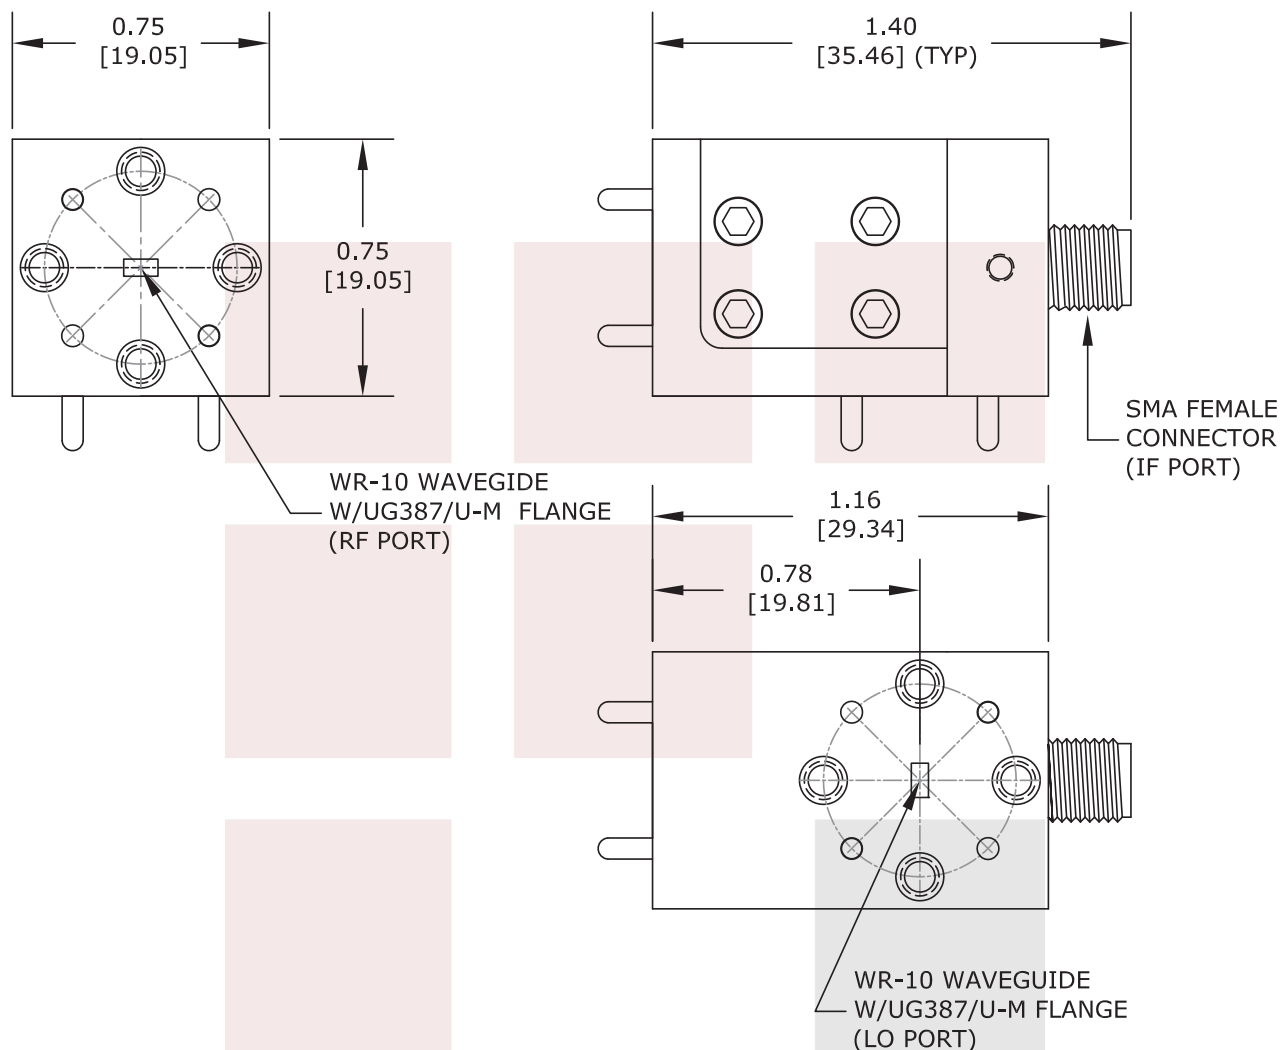 0.75
[19.05]
1.40
[35.46] (TYP)
0.75
[19.05]
SMA FEMALE
CONNECTOR
(IF PORT)
WR-10 WAVEGIDE
W/UG387/U-M FLANGE
(RF PORT)
1.16
[29.34]
0.78
[19.81]
WR-10 WAVEGUIDE
W/UG387/U-M FLANGE
(LO PORT)